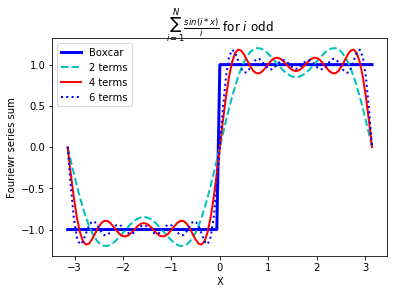 $\sum_{i=1}^{N} \frac{sin(i*x)}{i}$ for $i$ odd
Boxcar
2 terms
4 terms
6 terms
Fouriewr series sum
1.0
0.5
0.0
−0.5
−1.0
−3 −2 −1 0 1 2 3
X